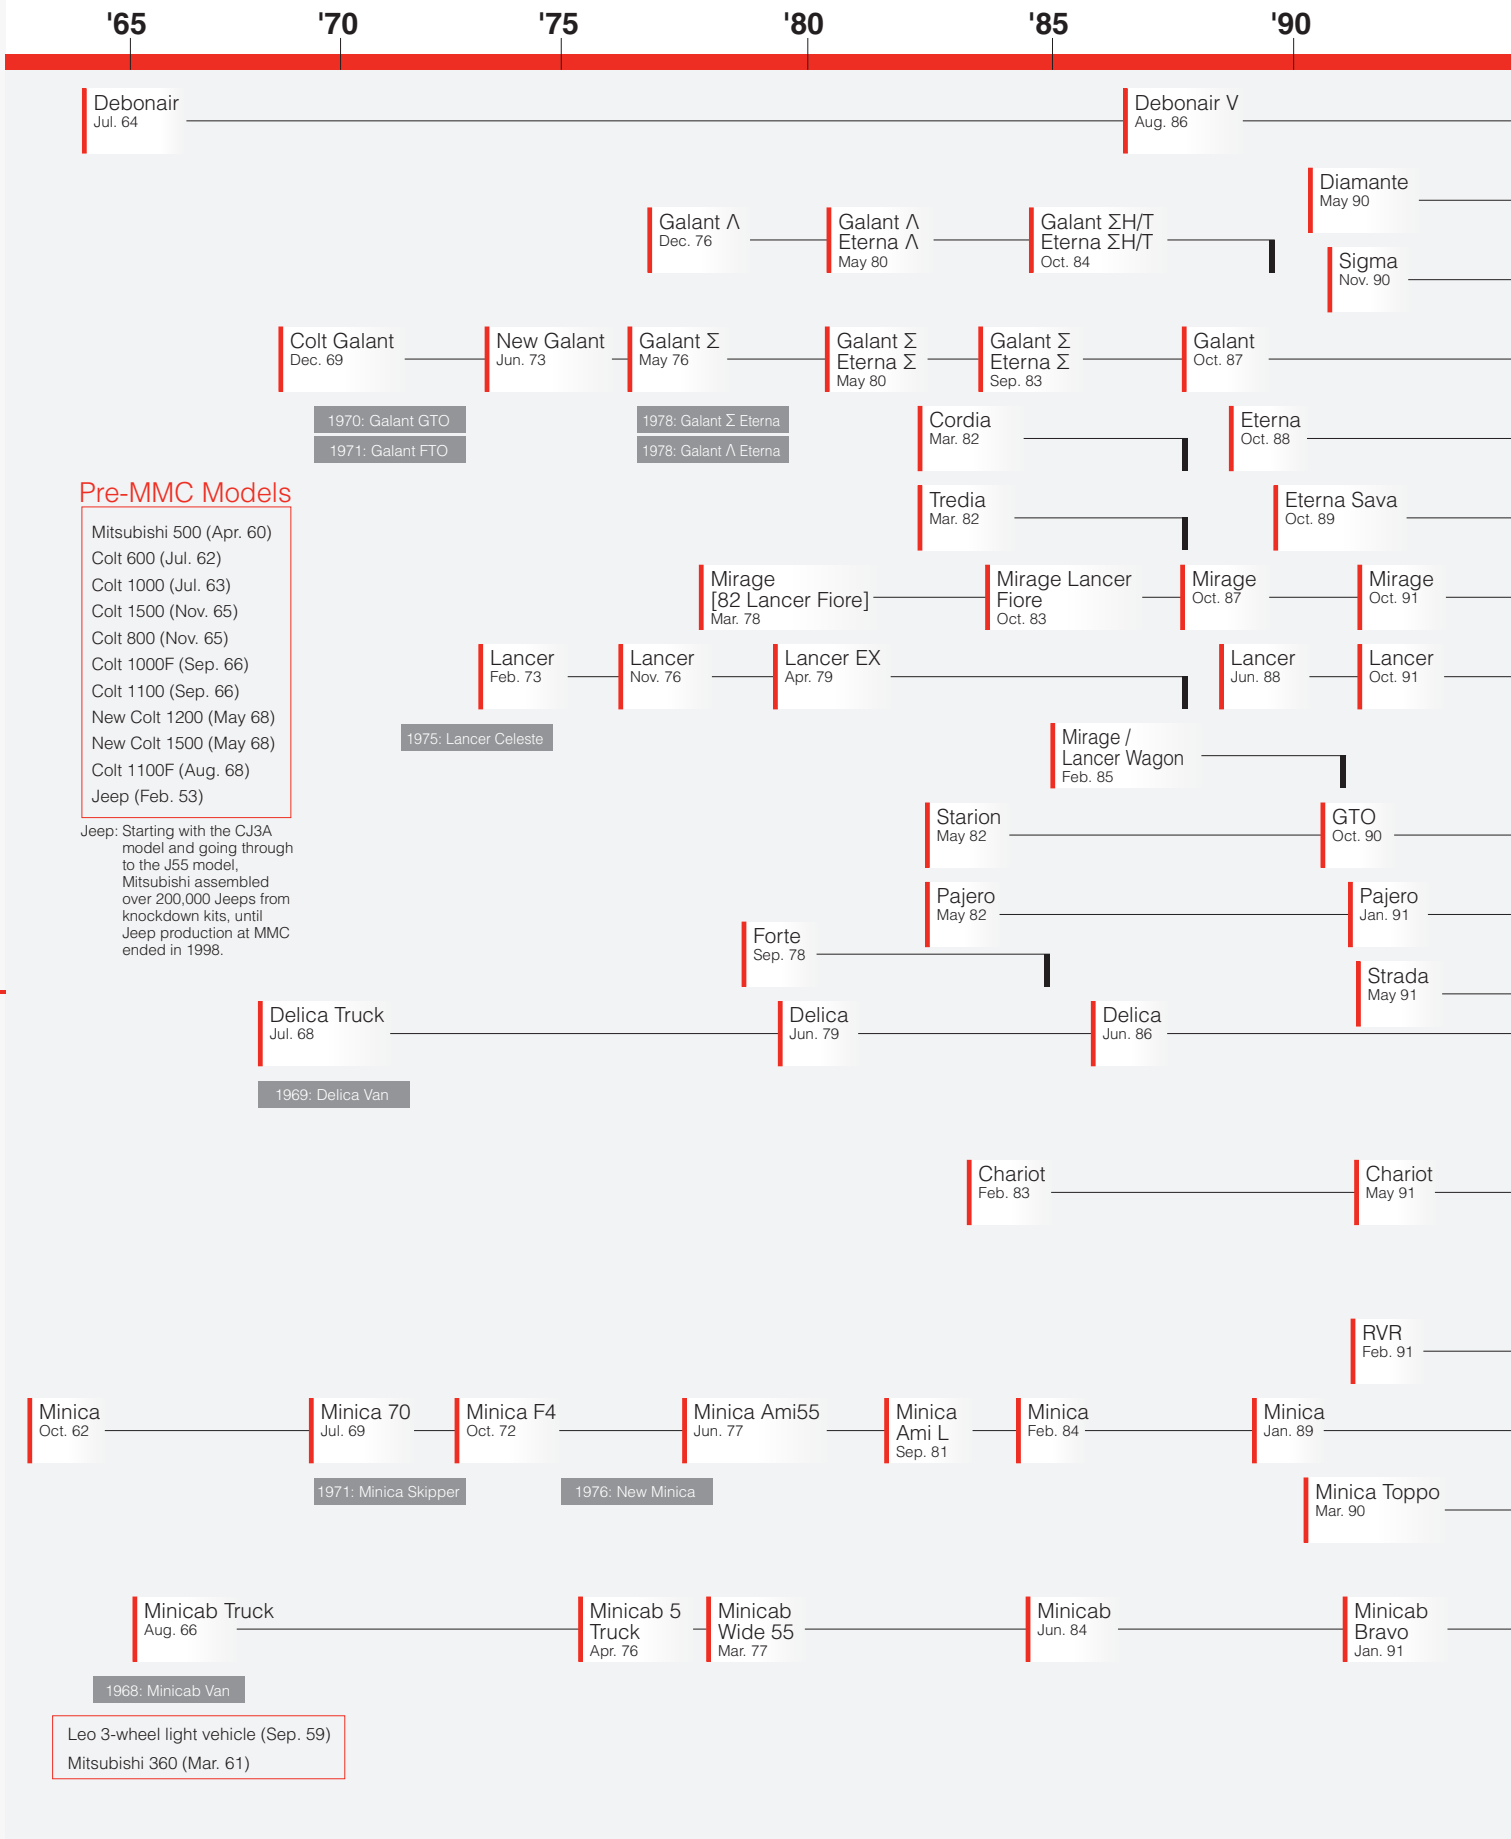 '65 '70 '75 '80 '85 '90
Debonair
Jul. 64
Debonair V
Aug. 86
Diamante
May 90
Galant Λ
Dec. 76
Galant Λ
Eterna Λ
May 80
Galant ΣH/T
Eterna ΣH/T
Oct. 84
Sigma
Nov. 90
Colt Galant
Dec. 69
New Galant
Jun. 73
Galant Σ
May 76
Galant Σ
Eterna Σ
May 80
Galant Σ
Eterna Σ
Sep. 83
Galant
Oct. 87
1970: Galant GTO
1971: Galant FTO
1978: Galant Σ Eterna
1978: Galant Λ Eterna
Cordia
Mar. 82
Eterna
Oct. 88
Pre-MMC Models
Mitsubishi 500 (Apr. 60)
Colt 600 (Jul. 62)
Colt 1000 (Jul. 63)
Colt 1500 (Nov. 65)
Colt 800 (Nov. 65)
Colt 1000F (Sep. 66)
Colt 1100 (Sep. 66)
New Colt 1200 (May 68)
New Colt 1500 (May 68)
Colt 1100F (Aug. 68)
Jeep (Feb. 53)
Jeep: Starting with the CJ3A
model and going through
to the J55 model,
Mitsubishi assembled
over 200,000 Jeeps from
knockdown kits, until
Jeep production at MMC
ended in 1998.
Tredia
Mar. 82
Eterna Sava
Oct. 89
Mirage
[82 Lancer Fiore]
Mar. 78
Mirage Lancer
Fiore
Oct. 83
Mirage
Oct. 87
Mirage
Oct. 91
Lancer
Feb. 73
Lancer
Nov. 76
Lancer EX
Apr. 79
Lancer
Jun. 88
Lancer
Oct. 91
1975: Lancer Celeste
Mirage /
Lancer Wagon
Feb. 85
Starion
May 82
GTO
Oct. 90
Pajero
May 82
Pajero
Jan. 91
Forte
Sep. 78
Strada
May 91
Delica Truck
Jul. 68
Delica
Jun. 79
Delica
Jun. 86
1969: Delica Van
Chariot
Feb. 83
Chariot
May 91
RVR
Feb. 91
Minica
Oct. 62
Minica 70
Jul. 69
Minica F4
Oct. 72
Minica Ami55
Jun. 77
Minica
Ami L
Sep. 81
Minica
Feb. 84
Minica
Jan. 89
1971: Minica Skipper
1976: New Minica
Minica Toppo
Mar. 90
Minicab Truck
Aug. 66
Minicab 5
Truck
Apr. 76
Minicab
Wide 55
Mar. 77
Minicab
Jun. 84
Minicab
Bravo
Jan. 91
1968: Minicab Van
Leo 3-wheel light vehicle (Sep. 59)
Mitsubishi 360 (Mar. 61)